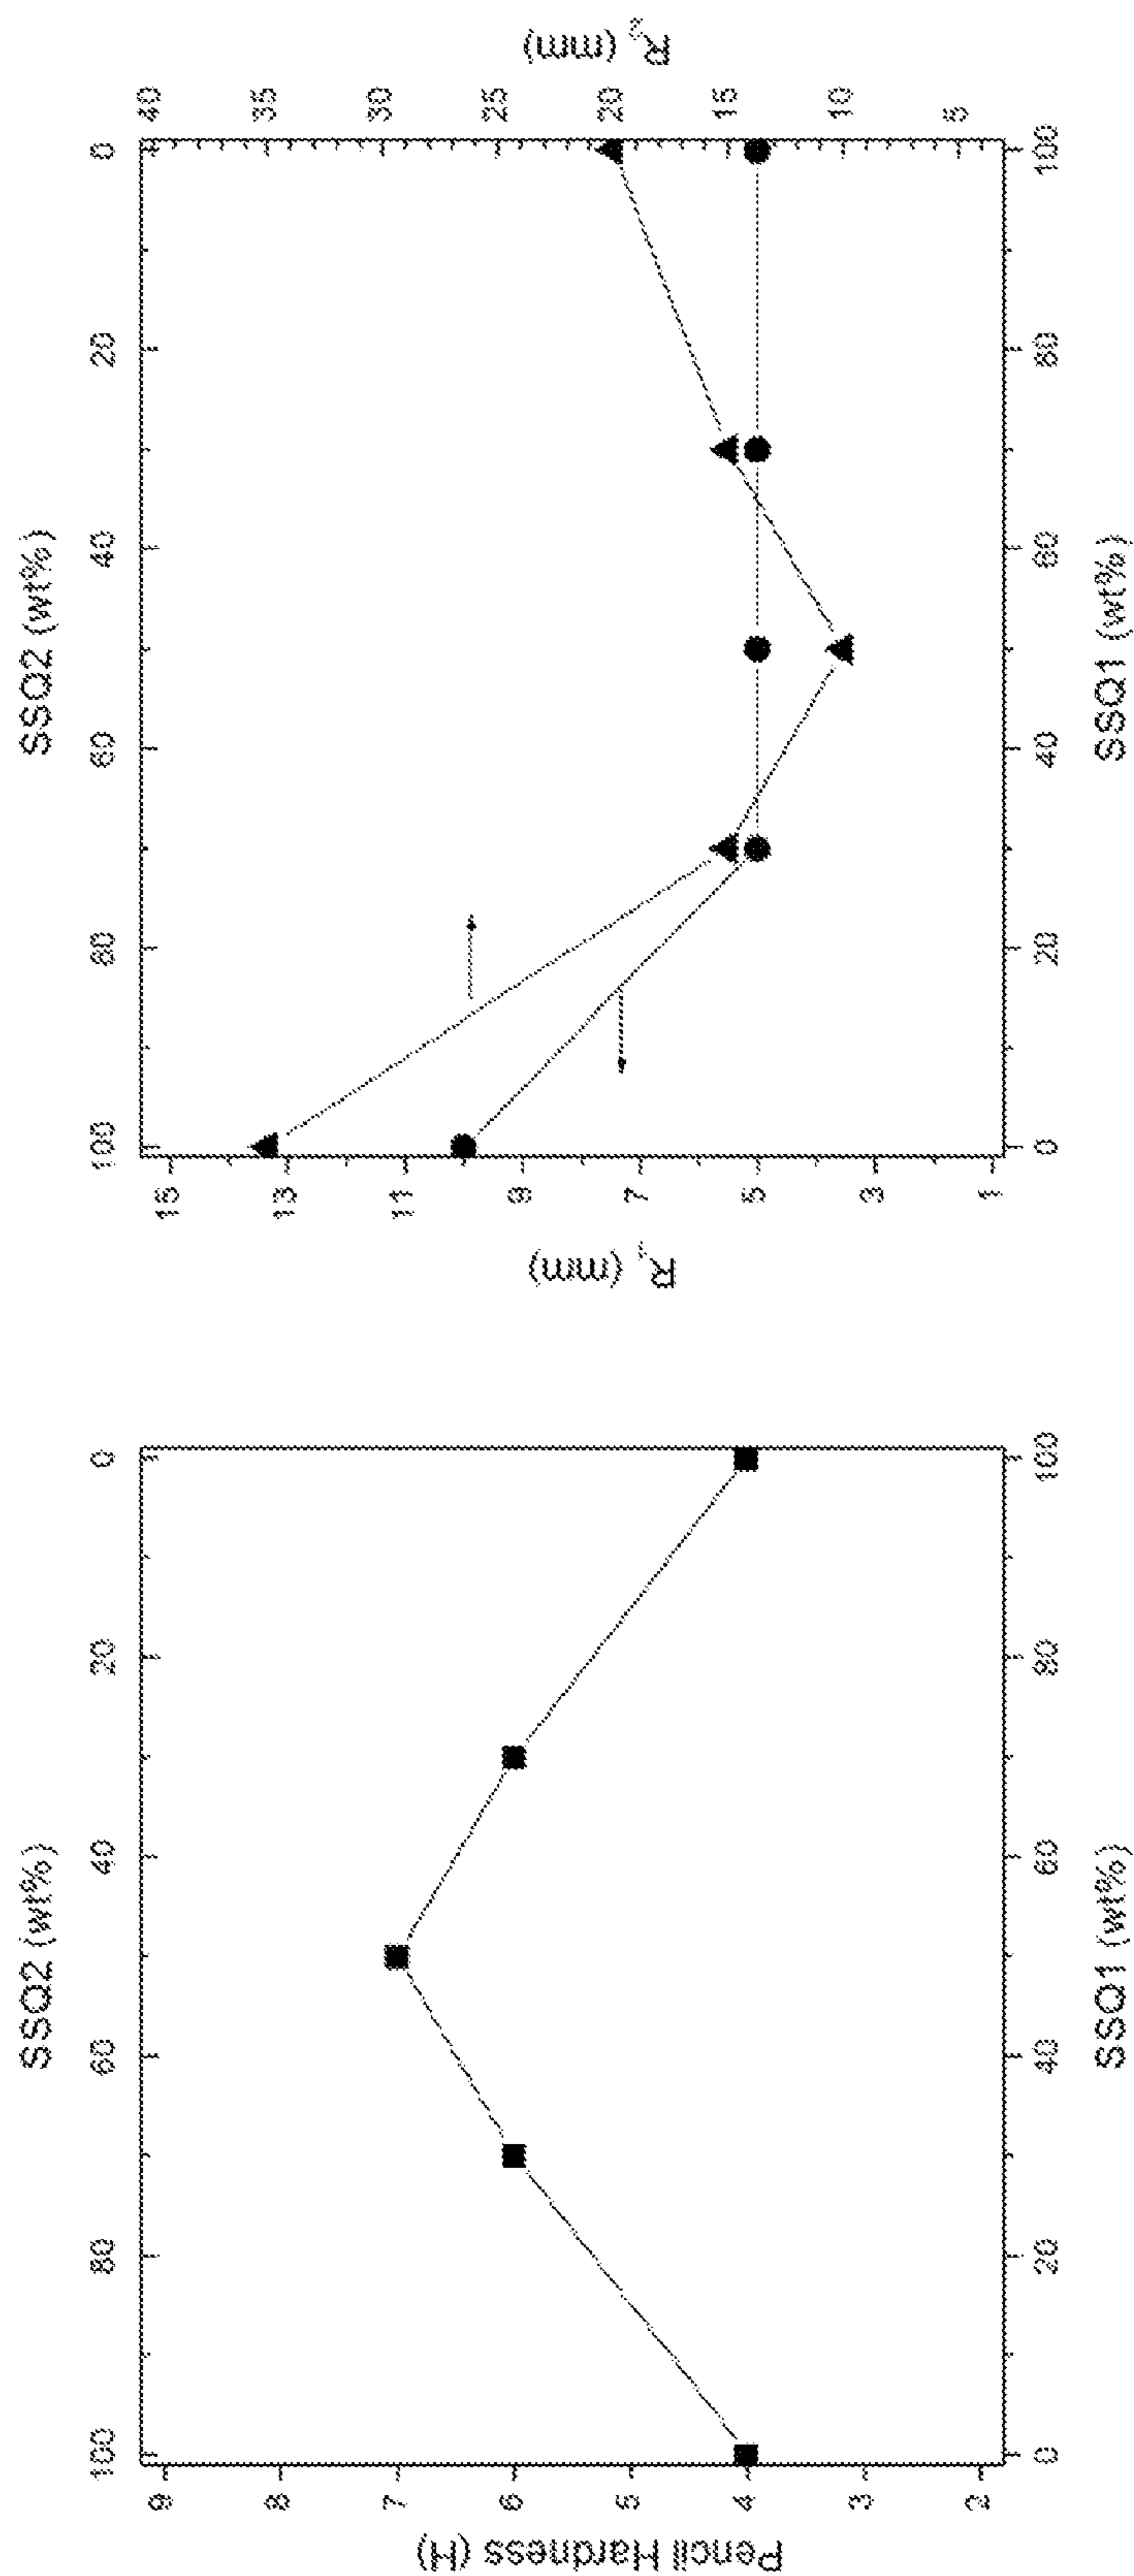 SSQ2 (wt%)
100 80 60 40 20 0
Pencil Hardness (H)
9
8
7
6
5
4
3
2
0 20 40 60 80 100
SSQ1 (wt%)
SSQ2 (wt%)
100 80 60 40 20 0
R₁ (mm)
15
13
11
9
7
5
3
1
R₂ (mm)
40
35
30
25
20
15
10
5
0 20 40 60 80 100
SSQ1 (wt%)